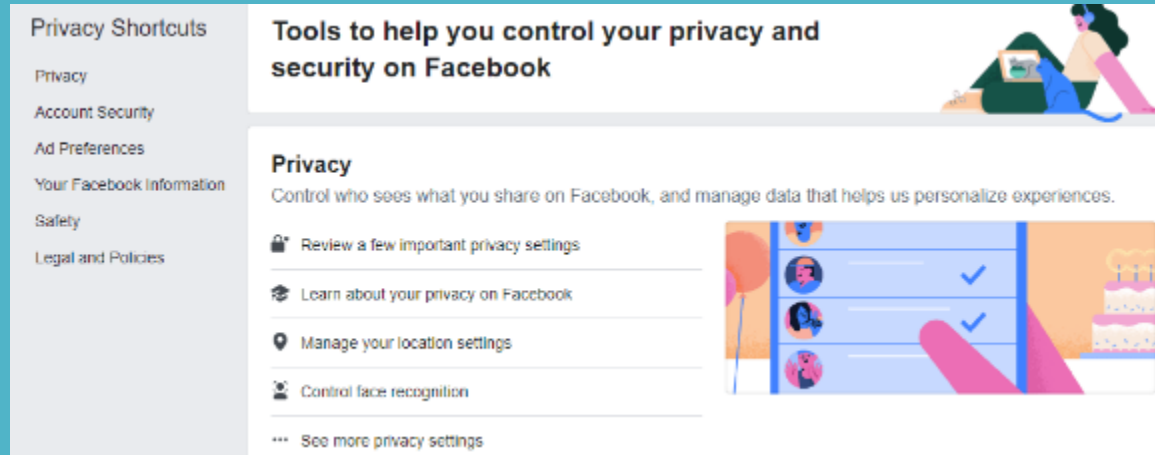 Privacy Shortcuts
Privacy
Account Security
Ad Preferences
Your Facebook Information
Safety
Legal and Policies
Tools to help you control your privacy and
security on Facebook
Privacy
Control who sees what you share on Facebook, and manage data that helps us personalize experiences.
Review a few important privacy settings
Learn about your privacy on Facebook
Manage your location settings
Control face recognition
See more privacy settings